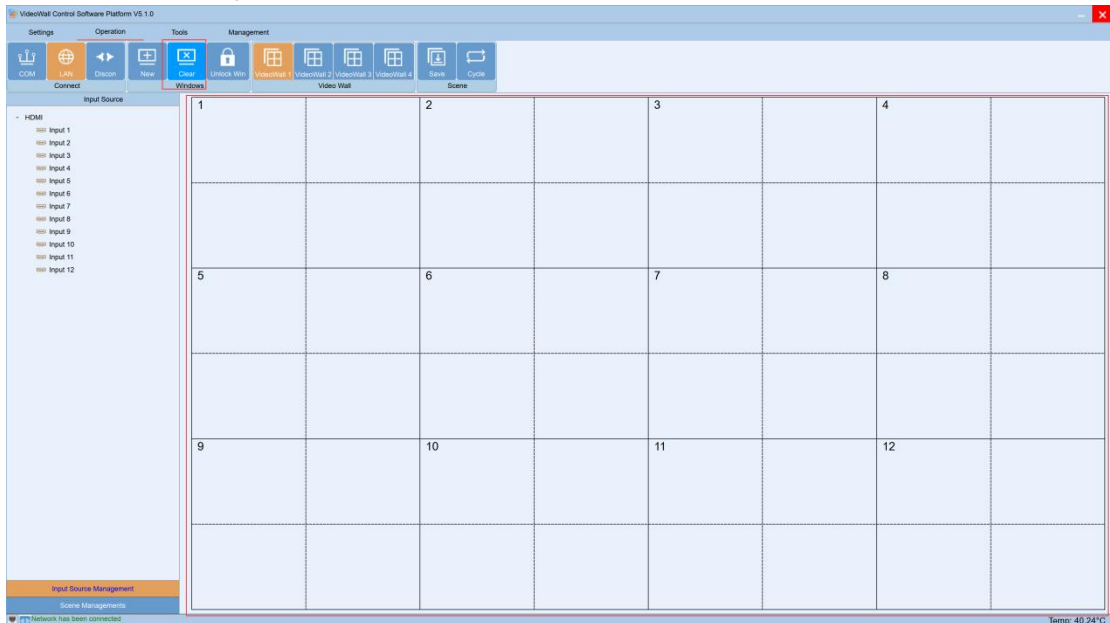 VideoWall Control Software Platform V5.1.0
Settings Operation Tools Management
COM LAN Discon New Clear Unlock Win VideoWall 1 VideoWall 2 VideoWall 3 VideoWall 4 Save Cycle
Connect Windows Video Wall Scene
Input Source
- HDMI
Input 1
Input 2
Input 3
Input 4
Input 5
Input 6
Input 7
Input 8
Input 9
Input 10
Input 11
Input 12
1 2 3 4
5 6 7 8
9 10 11 12
Input Source Management
Scene Managements
Network has been connected Temp: 40.24°C